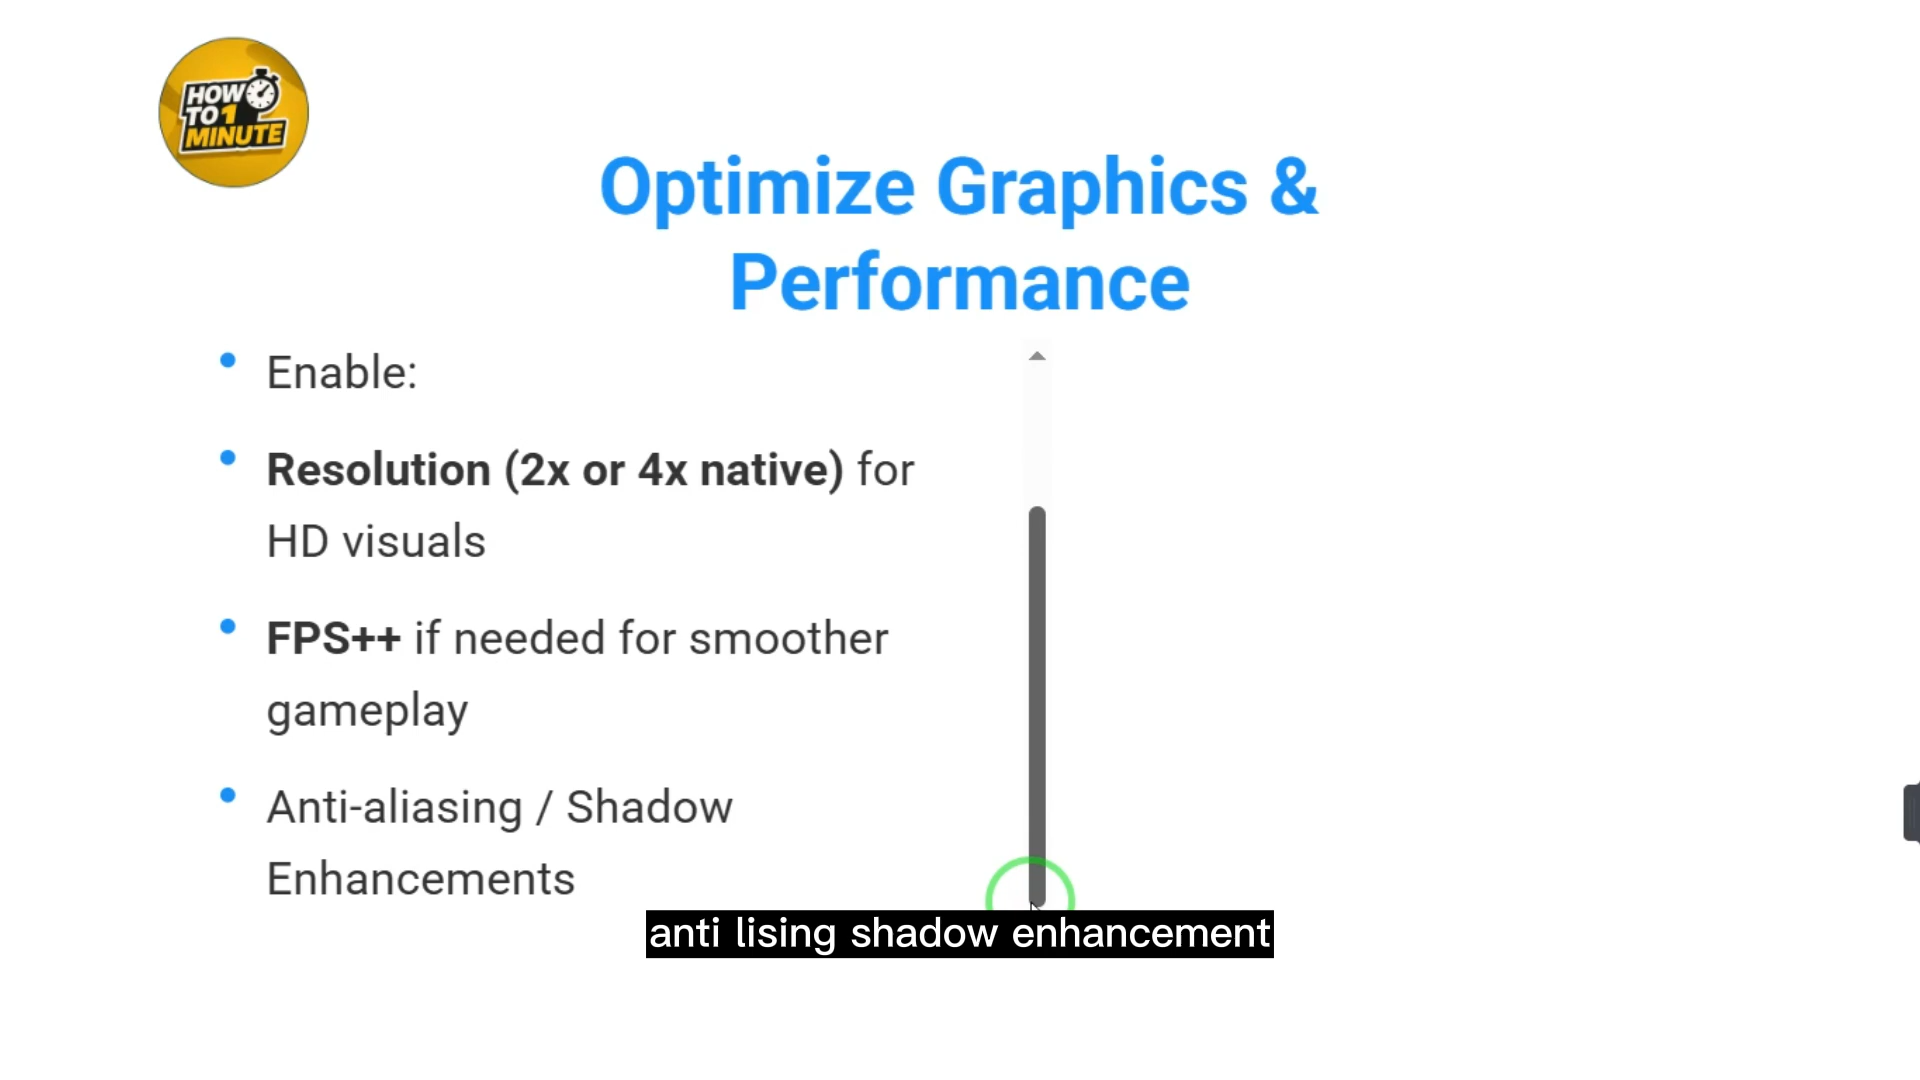 HOW
TO 1
MINUTE
Optimize Graphics &
Performance
Enable:
Resolution (2x or 4x native) for
HD visuals
FPS++ if needed for smoother
gameplay
Anti-aliasing / Shadow
Enhancements
anti lising shadow enhancement